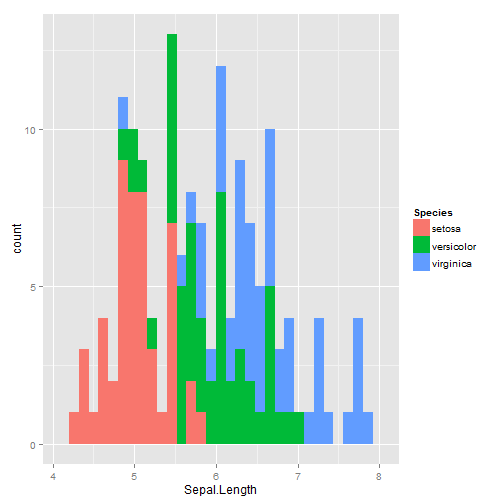 10
5
0
count
4 5 6 7 8
Sepal.Length
Species
setosa
versicolor
virginica